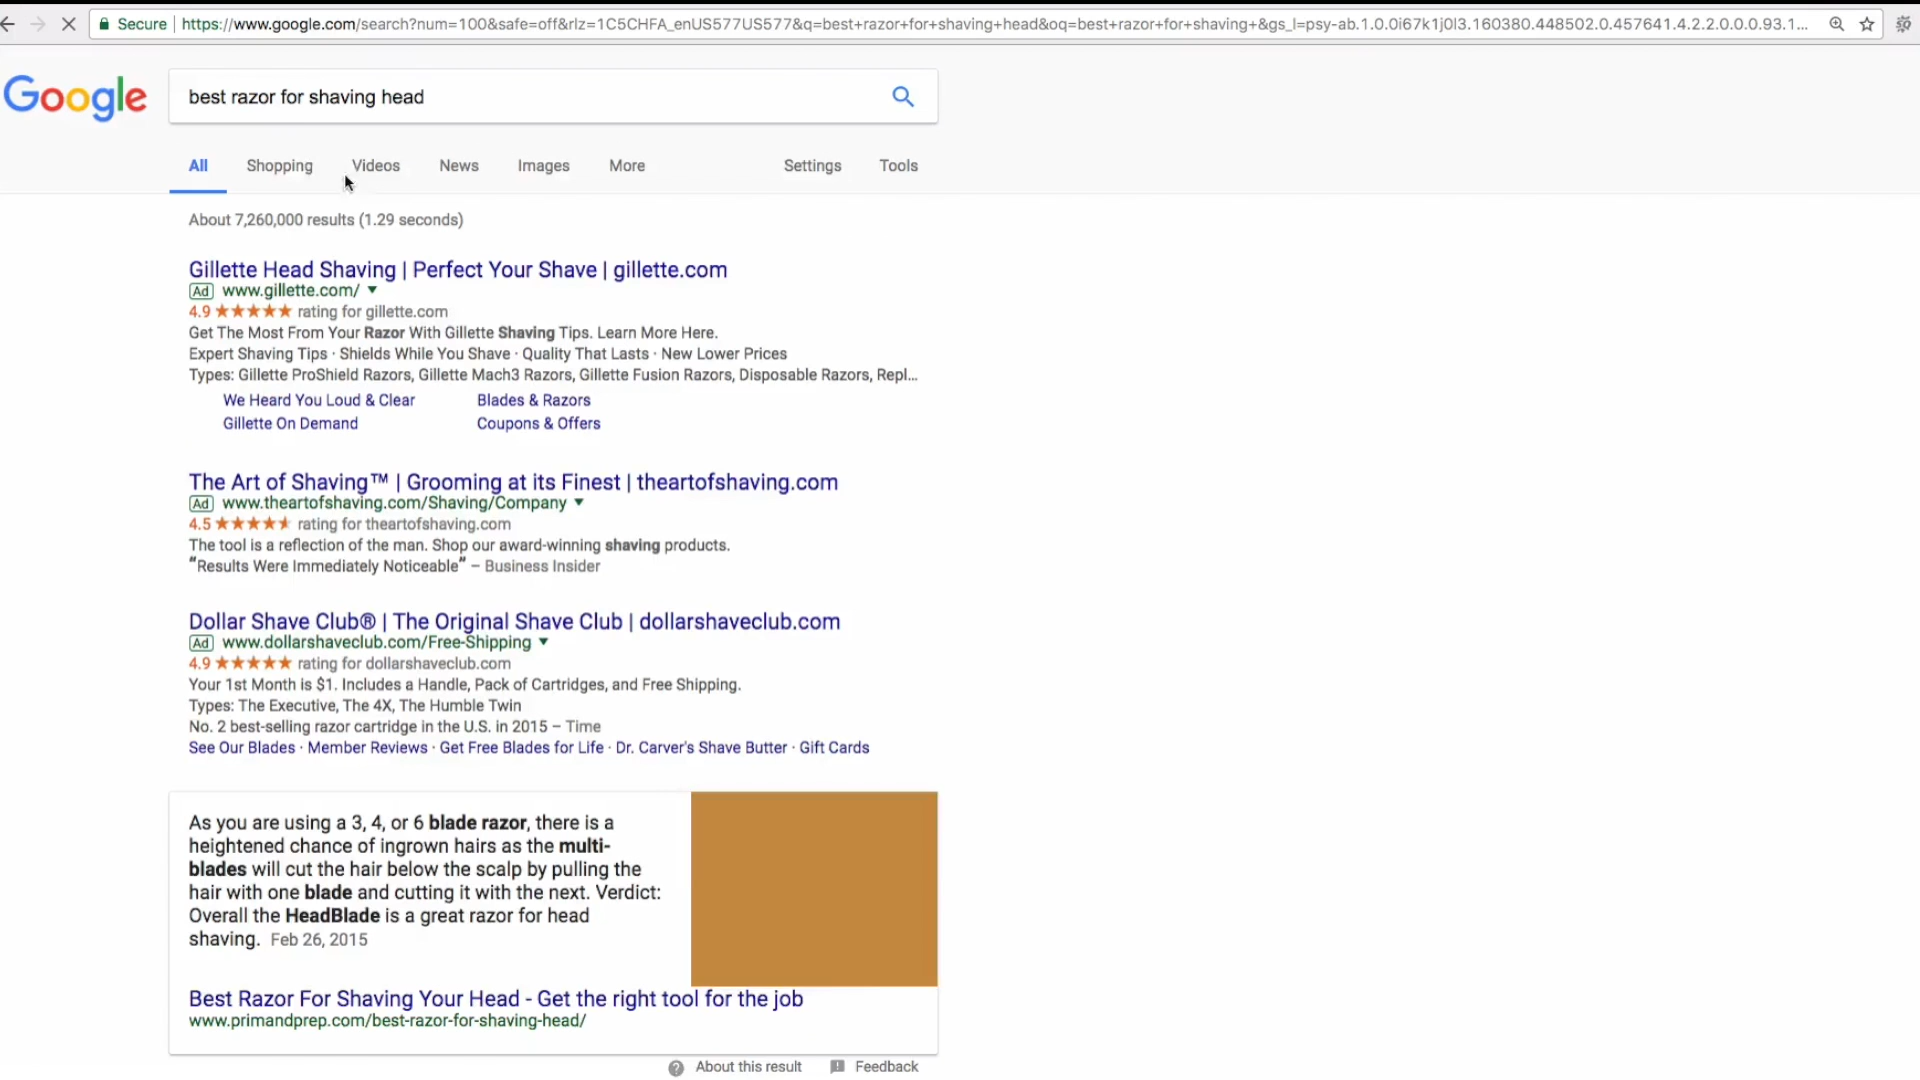 Secure | https://www.google.com/search?num=100&safe=off&rlz=1C5CHFA_enUS577US577&q=best+razor+for+shaving+head&oq=best+razor+for+shaving+&gs_l=psy-ab.1.0.0i67k1j0l3.160380.448502.0.457641.4.2.2.0.0.0.93.1...
Google
best razor for shaving head
All Shopping Videos News Images More Settings Tools
About 7,260,000 results (1.29 seconds)
Gillette Head Shaving | Perfect Your Shave | gillette.com
Ad www.gillette.com/
4.9 ★★★★★ rating for gillette.com
Get The Most From Your Razor With Gillette Shaving Tips. Learn More Here.
Expert Shaving Tips · Shields While You Shave · Quality That Lasts · New Lower Prices
Types: Gillette ProShield Razors, Gillette Mach3 Razors, Gillette Fusion Razors, Disposable Razors, Repl...
We Heard You Loud & Clear Blades & Razors
Gillette On Demand Coupons & Offers
The Art of Shaving™ | Grooming at its Finest | theartofshaving.com
Ad www.theartofshaving.com/Shaving/Company
4.5 ★★★★★ rating for theartofshaving.com
The tool is a reflection of the man. Shop our award-winning shaving products.
"Results Were Immediately Noticeable" – Business Insider
Dollar Shave Club® | The Original Shave Club | dollarshaveclub.com
Ad www.dollarshaveclub.com/Free-Shipping
4.9 ★★★★★ rating for dollarshaveclub.com
Your 1st Month is $1. Includes a Handle, Pack of Cartridges, and Free Shipping.
Types: The Executive, The 4X, The Humble Twin
No. 2 best-selling razor cartridge in the U.S. in 2015 – Time
See Our Blades · Member Reviews · Get Free Blades for Life · Dr. Carver's Shave Butter · Gift Cards
As you are using a 3, 4, or 6 blade razor, there is a
heightened chance of ingrown hairs as the multi-
blades will cut the hair below the scalp by pulling the
hair with one blade and cutting it with the next. Verdict:
Overall the HeadBlade is a great razor for head
shaving. Feb 26, 2015
Best Razor For Shaving Your Head - Get the right tool for the job
www.primandprep.com/best-razor-for-shaving-head/
About this result Feedback